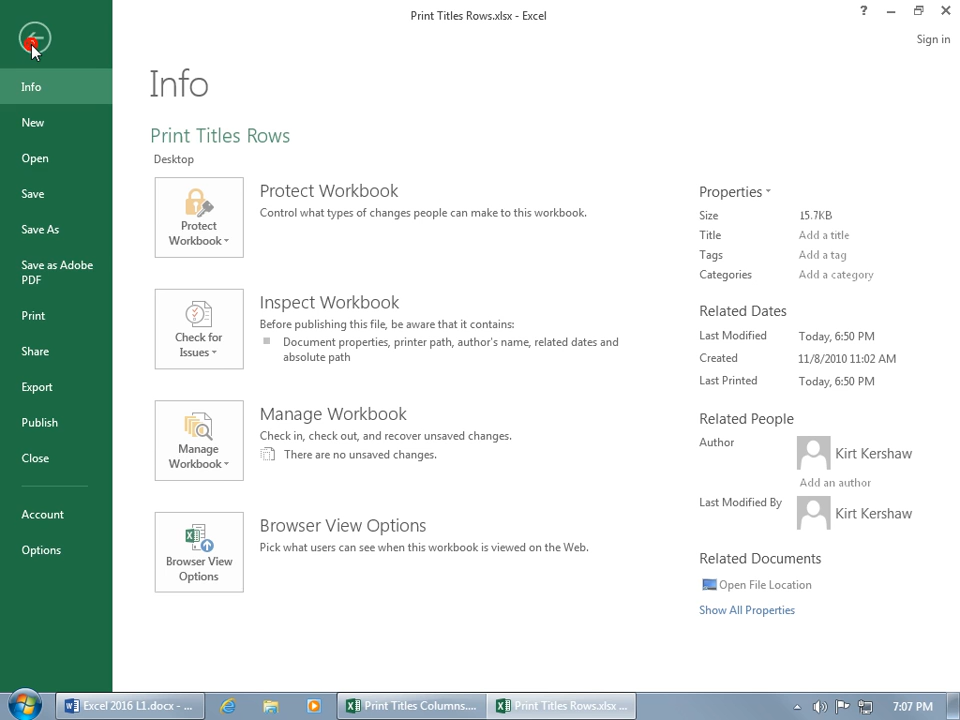 Print Titles Rows.xlsx - Excel
?
Sign in
Info
New
Open
Save
Save As
Save as Adobe
PDF
Print
Share
Export
Publish
Close
Account
Options
Info
Print Titles Rows
Desktop
Protect
Workbook
Protect Workbook
Control what types of changes people can make to this workbook.
Check for
Issues
Inspect Workbook
Before publishing this file, be aware that it contains:
Document properties, printer path, author's name, related dates and
absolute path
Manage
Workbook
Manage Workbook
Check in, check out, and recover unsaved changes.
There are no unsaved changes.
Browser View
Options
Browser View Options
Pick what users can see when this workbook is viewed on the Web.
Properties
Size 15.7KB
Title Add a title
Tags Add a tag
Categories Add a category
Related Dates
Last Modified Today, 6:50 PM
Created 11/8/2010 11:02 AM
Last Printed Today, 6:50 PM
Related People
Author Kirt Kershaw
Add an author
Last Modified By Kirt Kershaw
Related Documents
Open File Location
Show All Properties
Excel 2016 L1.docx - ...
Print Titles Columns....
Print Titles Rows.xlsx ...
7:07 PM